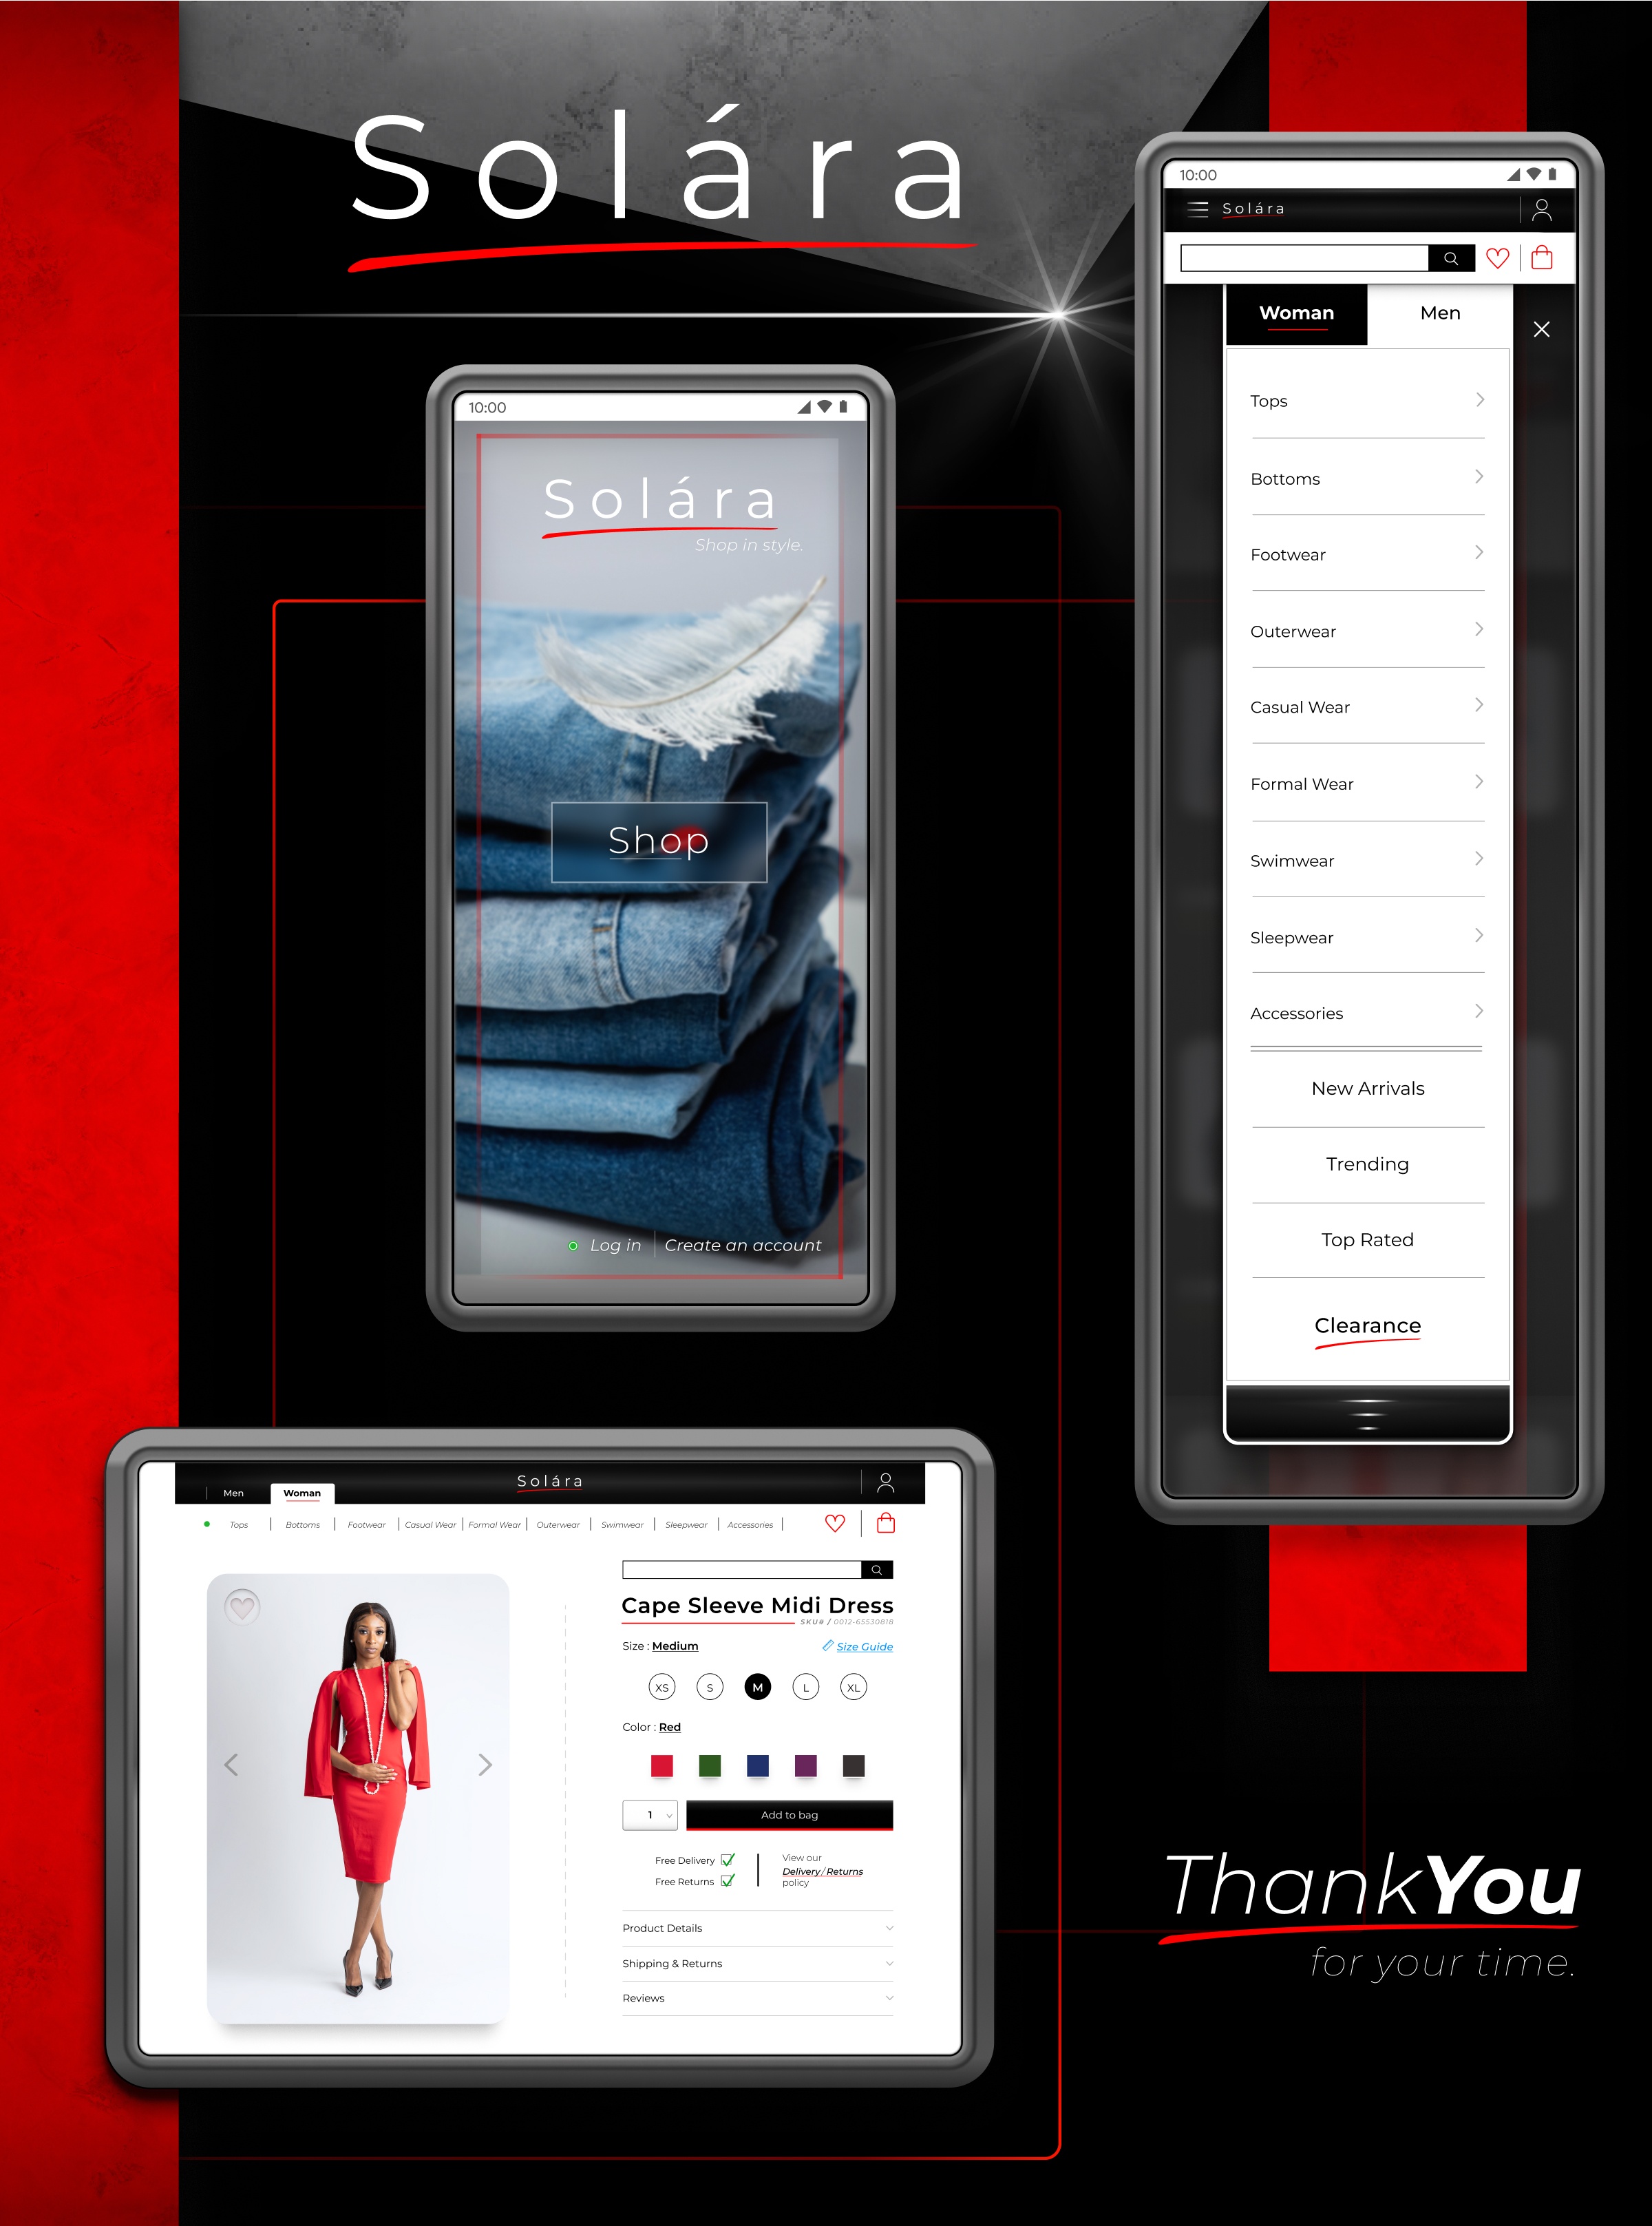 Solára
10:00
Solára
Shop in style.
Shop
Log in
Create an account
10:00
Solára
Woman
Men
Tops
Bottoms
Footwear
Outerwear
Casual Wear
Formal Wear
Swimwear
Sleepwear
Accessories
New Arrivals
Trending
Top Rated
Clearance
Men
Woman
Solára
Tops
Bottoms
Footwear
Casual Wear
Formal Wear
Outerwear
Swimwear
Sleepwear
Accessories
Cape Sleeve Midi Dress
SKU# / 0012-65530818
Size : Medium
Size Guide
XS
S
M
L
XL
Color : Red
1
Add to bag
Free Delivery
Free Returns
View our
Delivery/Returns
policy
Product Details
Shipping & Returns
Reviews
ThankYou
for your time.